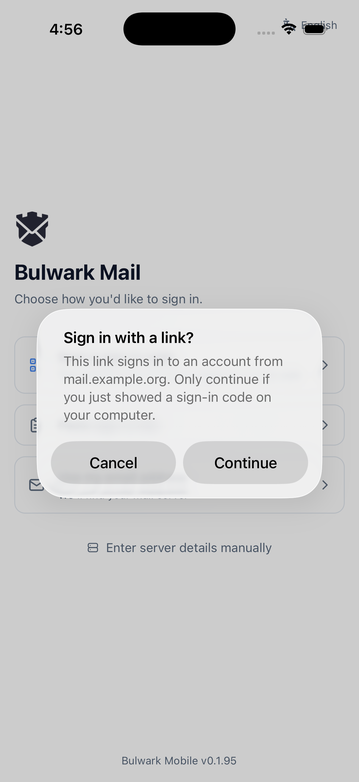 4:56
English
Bulwark Mail
Choose how you'd like to sign in.
Sign in with a link?
This link signs in to an account from
mail.example.org. Only continue if
you just showed a sign-in code on
your computer.
Cancel
Continue
Enter server details manually
Bulwark Mobile v0.1.95